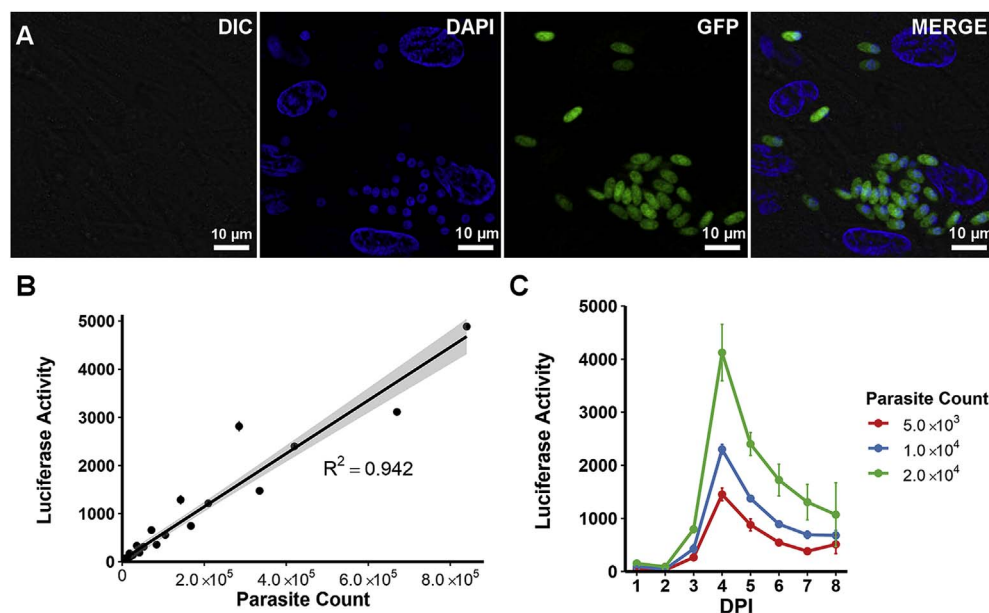 A
DIC
DAPI
GFP
MERGE
10 µm
10 µm
10 µm
10 µm
B
Luciferase Activity
5000
4000
3000
2000
1000
0
R² = 0.942
0
2.0×10⁵
4.0×10⁵
6.0×10⁵
8.0×10⁵
Parasite Count
C
Luciferase Activity
5000
4000
3000
2000
1000
0
1 2 3 4 5 6 7 8
DPI
Parasite Count
5.0 ×10³
1.0 ×10⁴
2.0 ×10⁴